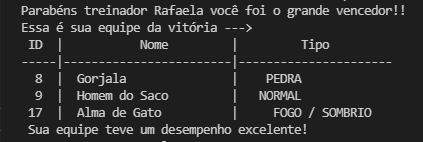 Parabéns treinador Rafaela você foi o grande vencedor!!
Essa é sua equipe da vitória --->
ID | Nome | Tipo
-----|------------------------|----------------------
8 | Gorjala | PEDRA
9 | Homem do Saco | NORMAL
17 | Alma de Gato | FOGO / SOMBRIO
Sua equipe teve um desempenho excelente!